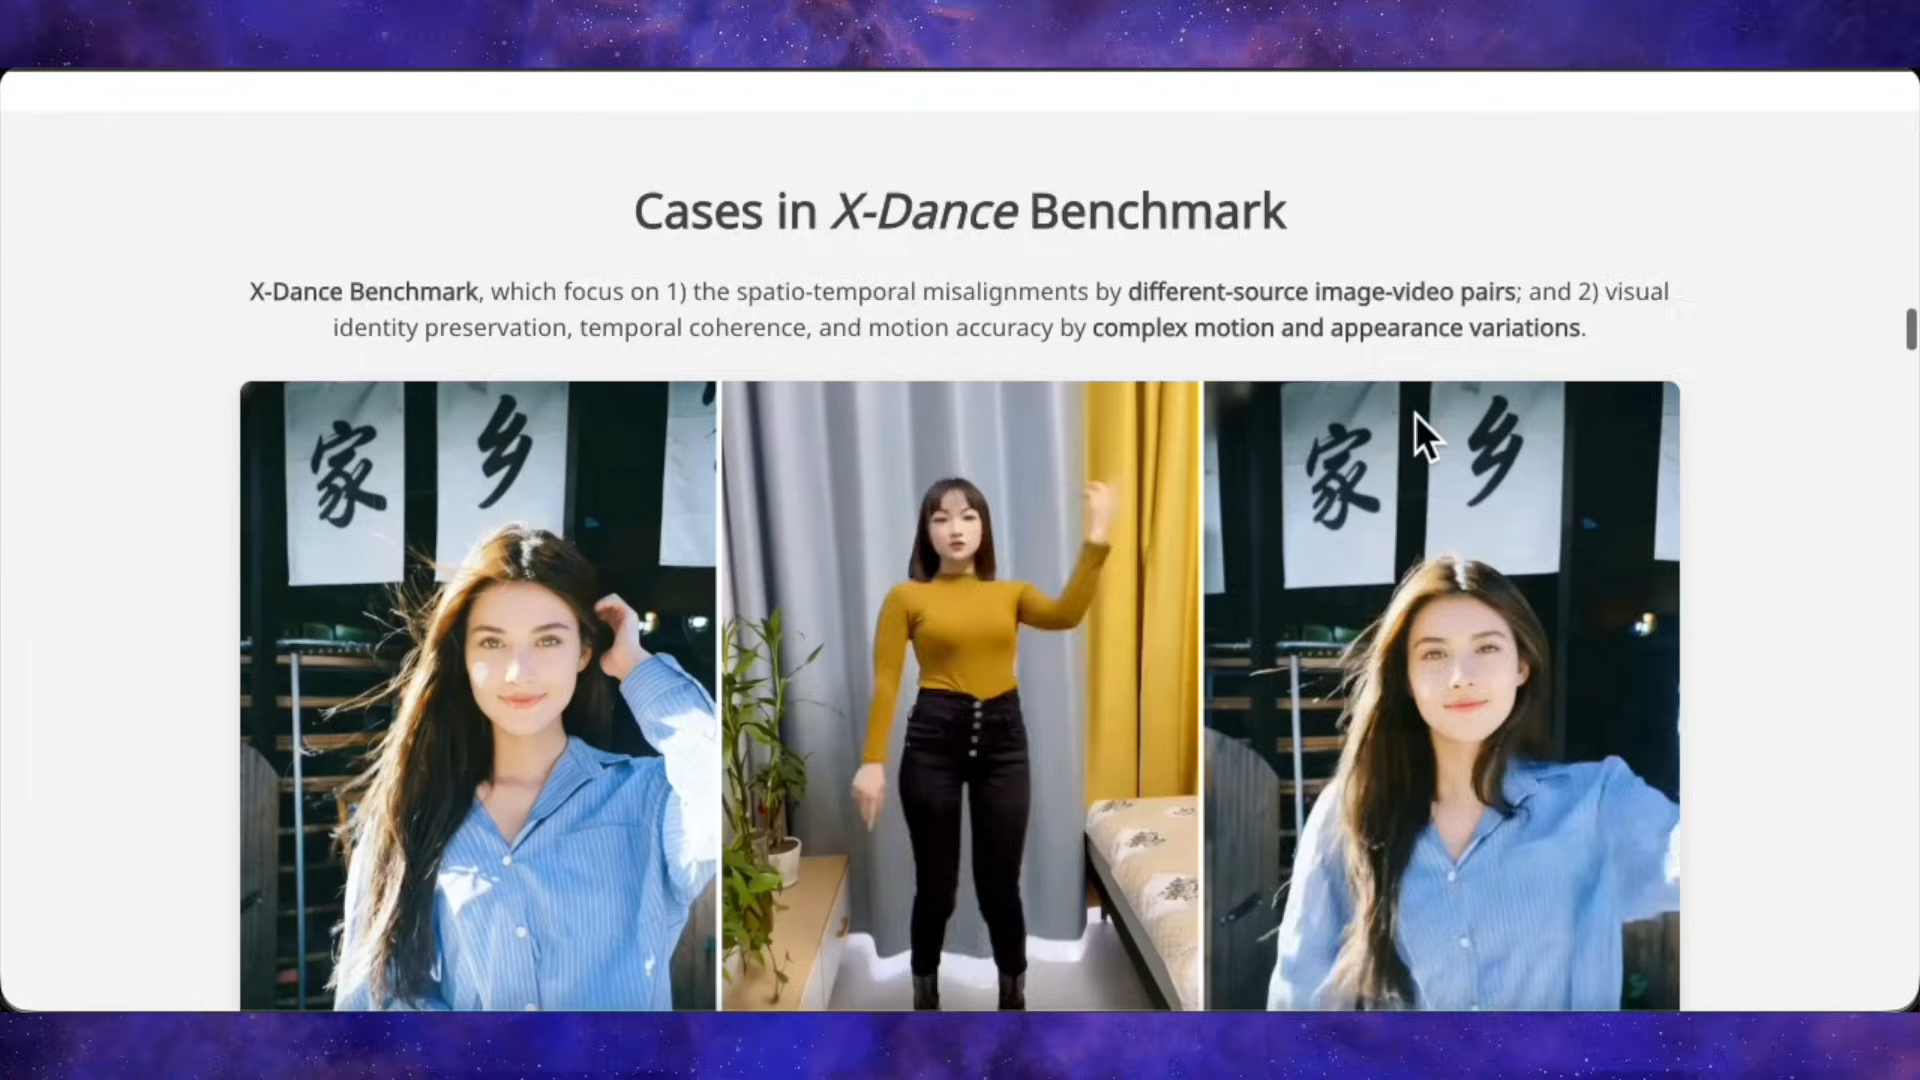 Cases in X-Dance Benchmark
X-Dance Benchmark, which focus on 1) the spatio-temporal misalignments by different-source image-video pairs; and 2) visual
identity preservation, temporal coherence, and motion accuracy by complex motion and appearance variations.
家 乡
家 乡